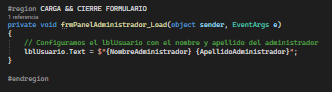 #region CARGA && CIERRE FORMULARIO
1 referencia
private void frmPanelAdministrador_Load(object sender, EventArgs e)
{
// Configuramos el lblUsuario con el nombre y apellido del administrador
lblUsuario.Text = $"{NombreAdministrador} {ApellidoAdministrador}";
}
#endregion